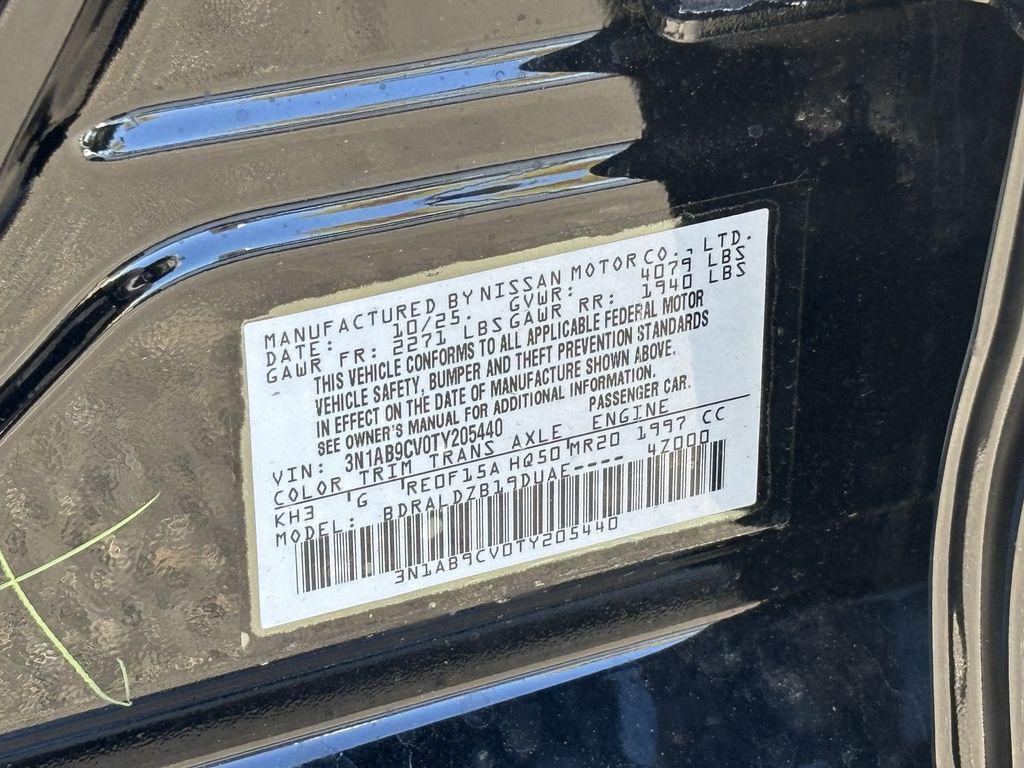 MANUFACTURED BY NISSAN MOTOR CO., LTD.
DATE: 10/25. GVWR: 4079 LBS
GAWR FR: 2271 LBS GAWR RR: 1940 LBS
THIS VEHICLE CONFORMS TO ALL APPLICABLE FEDERAL MOTOR
VEHICLE SAFETY, BUMPER AND THEFT PREVENTION STANDARDS
IN EFFECT ON THE DATE OF MANUFACTURE SHOWN ABOVE.
SEE OWNER'S MANUAL FOR ADDITIONAL INFORMATION.
VIN: 3N1AB9CV0TY205440 PASSENGER CAR.
COLOR TRIM TRANS AXLE ENGINE
KH3 G RE0F15A HQ50 MR20 1997 CC
MODEL: BDRALDZB19DUAE---- 4Z000
3N1AB9CV0TY205440